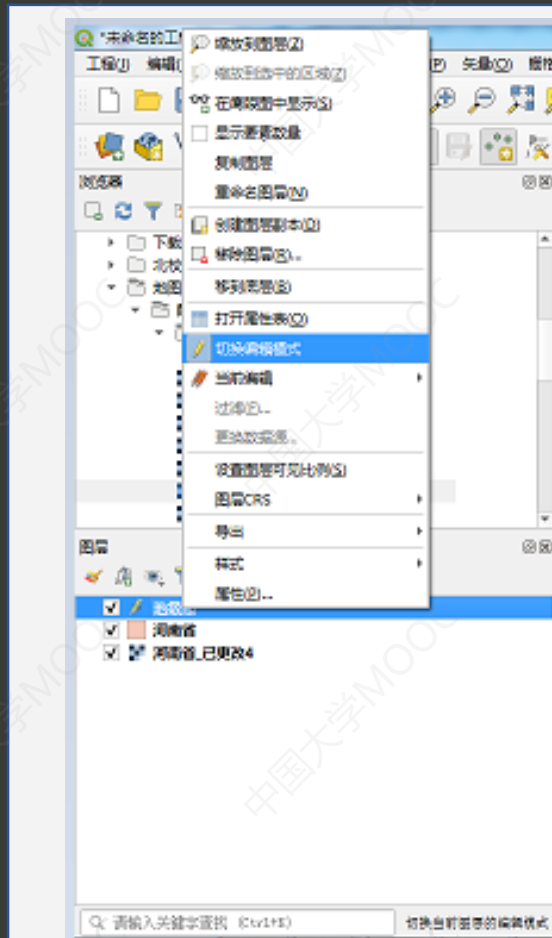 *未命名的工
工程(J) 编辑(
(P) 矢量(O) 栅格
缩放到图层(Z)
缩放到选中的区域(Z)
在鹰眼图中显示(S)
显示要素数量
复制图层
重命名图层(N)
创建图层副本(D)
移除图层(R)...
移到底层(B)
打开属性表(O)
切换编辑模式
当前编辑
过滤(F)...
更换数据源...
设置图层可见比例(S)
图层CRS
导出
样式
属性(P)...
浏览器
下载
北校
地图
图层
河南省
河南省_已更改4
请输入关键字查找 (Ctrl+K)
切换当前图层的编辑模式
中国大学MOOC